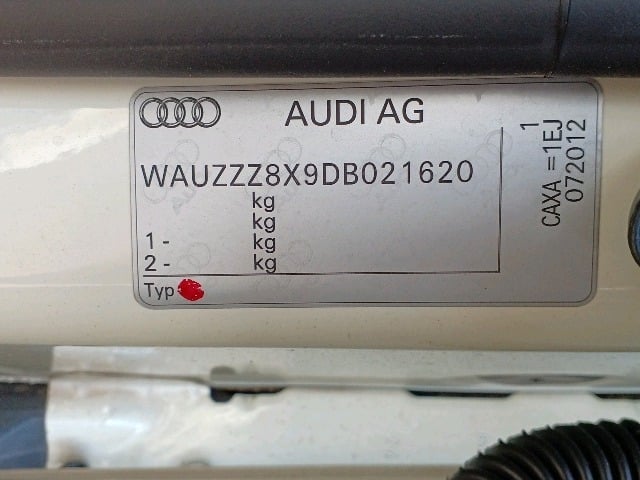 AUDI AG
WAUZZZ8X9DB021620
kg
kg
1 - kg
2 - kg
Typ
1
CAXA =1EJ
072012